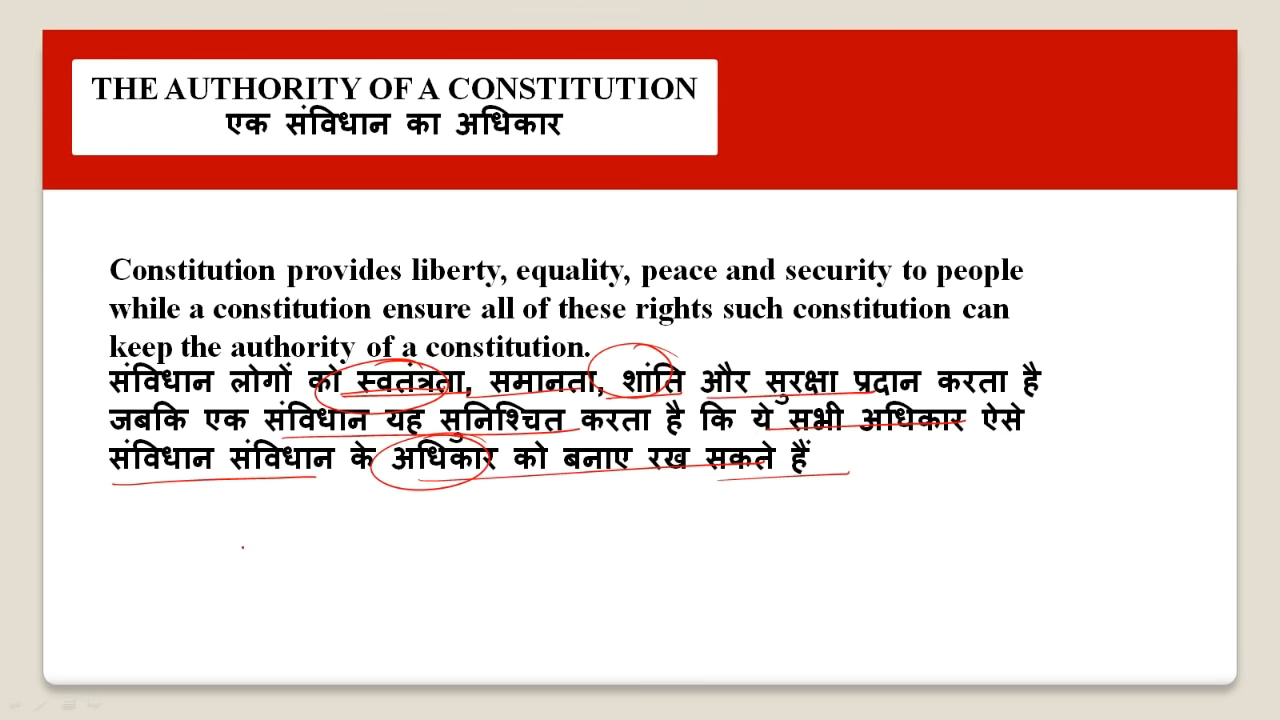 THE AUTHORITY OF A CONSTITUTION
एक संविधान का अधिकार
Constitution provides liberty, equality, peace and security to people
while a constitution ensure all of these rights such constitution can
keep the authority of a constitution.
संविधान लोगों को स्वतंत्रता, समानता, शांति और सुरक्षा प्रदान करता है
जबकि एक संविधान यह सुनिश्चित करता है कि ये सभी अधिकार ऐसे
संविधान संविधान के अधिकार को बनाए रख सकते हैं